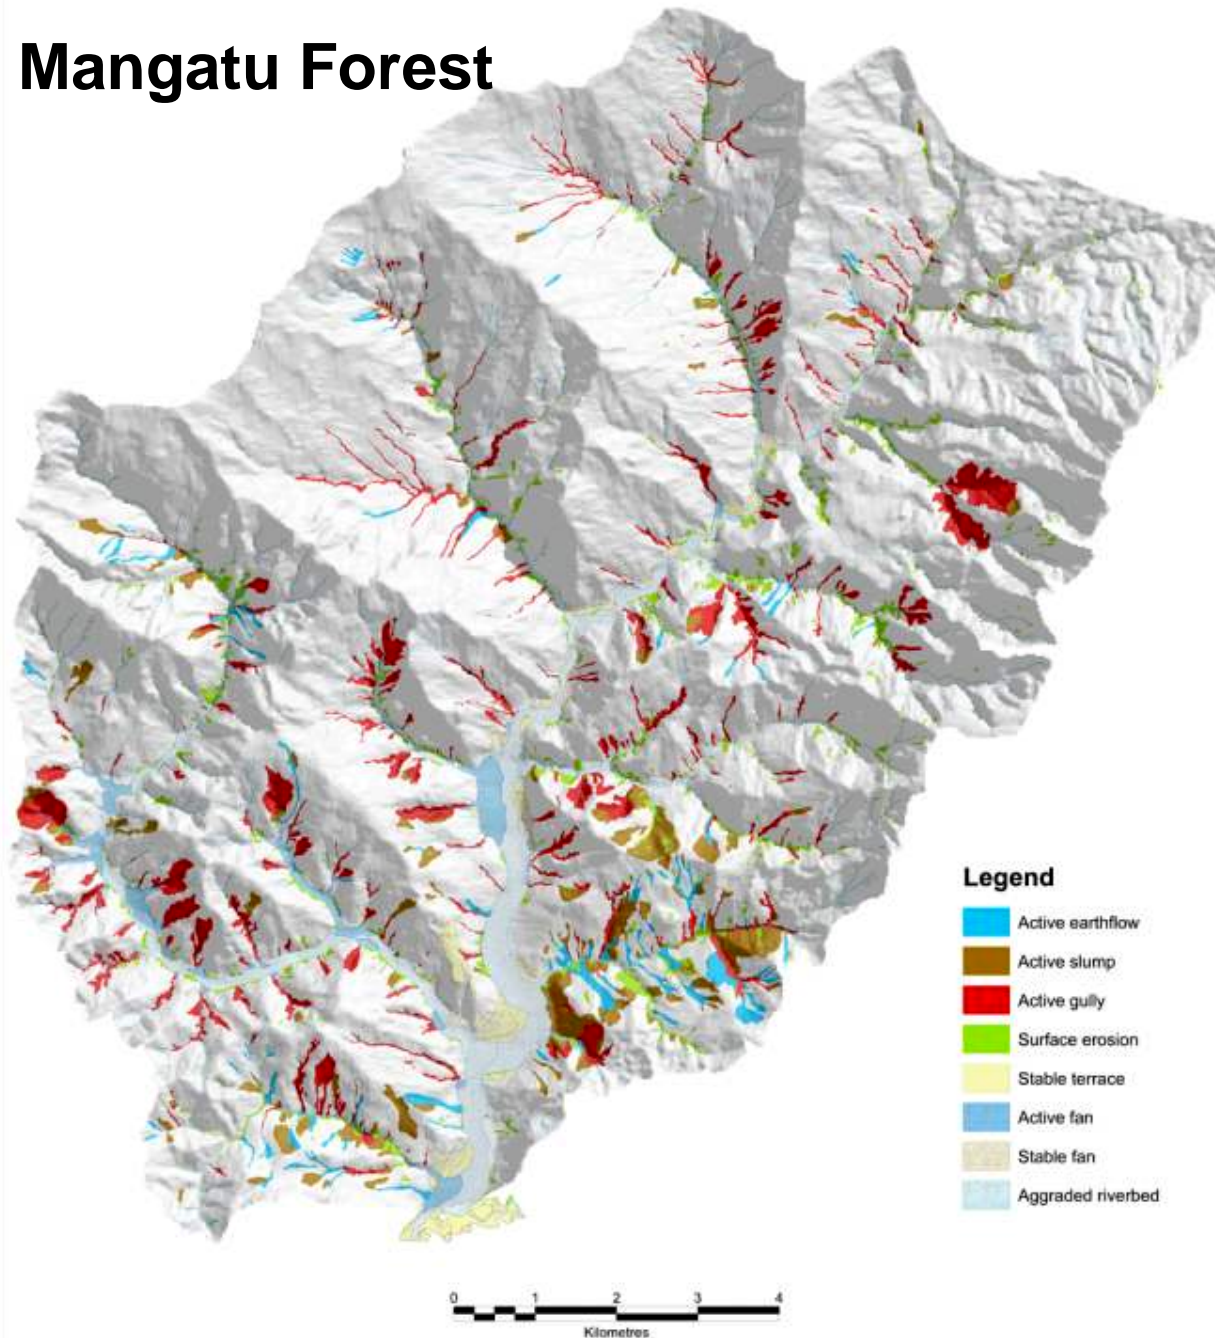 Mangatu Forest
Legend
Active earthflow
Active slump
Active gully
Surface erosion
Stable terrace
Active fan
Stable fan
Aggraded riverbed
0 1 2 3 4
Kilometres